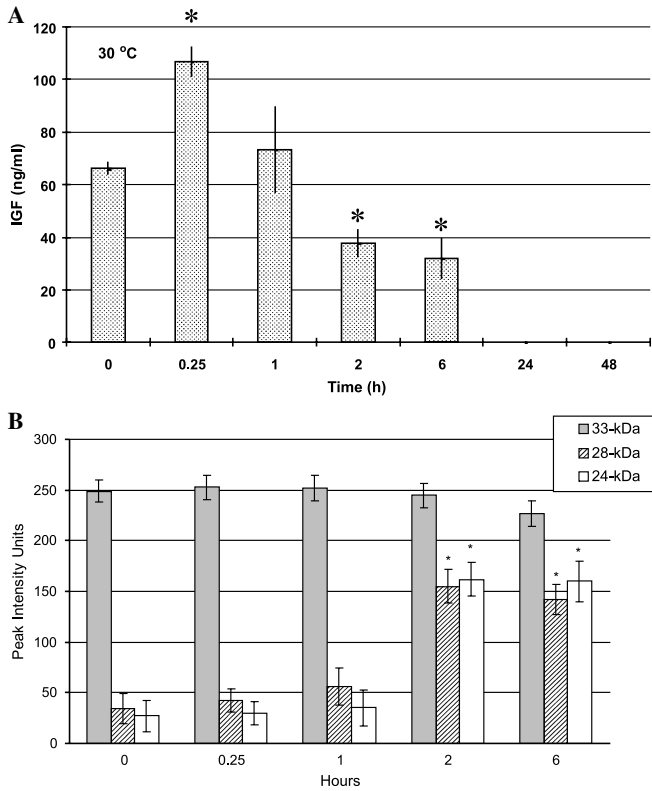 A
120
30 °C
*
100
80
60
*
*
40
20
0
IGF (ng/ml)
0 0.25 1 2 6 24 48
Time (h)
B
33-kDa
28-kDa
24-kDa
300
250
200
150
100
50
0
Peak Intensity Units
* * * *
0 0.25 1 2 6
Hours